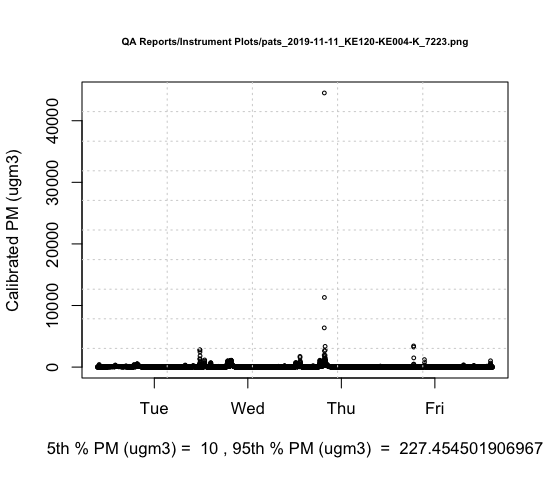 QA Reports/Instrument Plots/pats_2019-11-11_KE120-KE004-K_7223.png
Calibrated PM (ugm3)
40000
30000
20000
10000
0
Tue Wed Thu Fri
5th % PM (ugm3) = 10 , 95th % PM (ugm3) = 227.454501906967